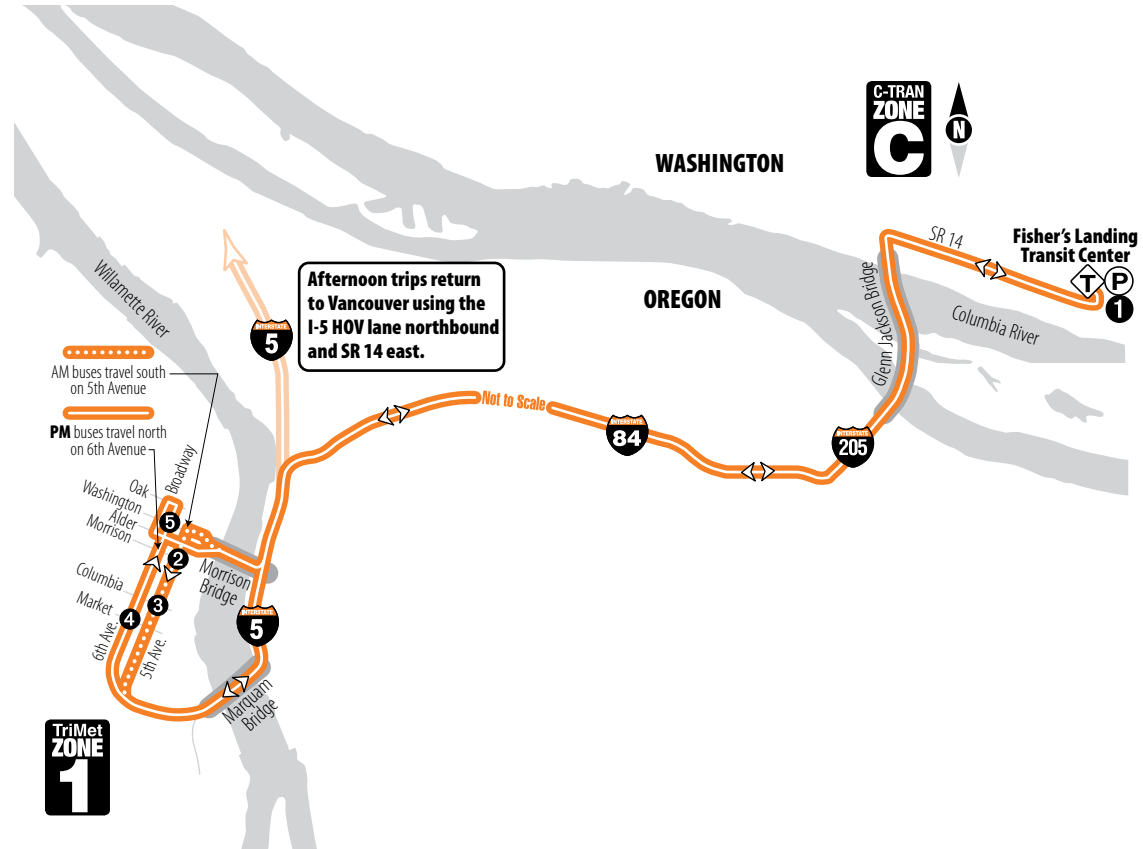 C-TRAN
ZONE
C
N
WASHINGTON
SR 14
Fisher's Landing
Transit Center
T
P
1
Willamette River
Afternoon trips return
to Vancouver using the
I-5 HOV lane northbound
and SR 14 east.
OREGON
Glenn Jackson Bridge
Columbia River
INTERSTATE
5
AM buses travel south
on 5th Avenue
PM buses travel north
on 6th Avenue
Not to Scale
INTERSTATE
84
INTERSTATE
205
Broadway
Oak
Washington
Alder
Morrison
5
2
Morrison
Bridge
Columbia
Market
3
4
6th Ave.
5th Ave.
INTERSTATE
5
Marquam
Bridge
TriMet
ZONE
1